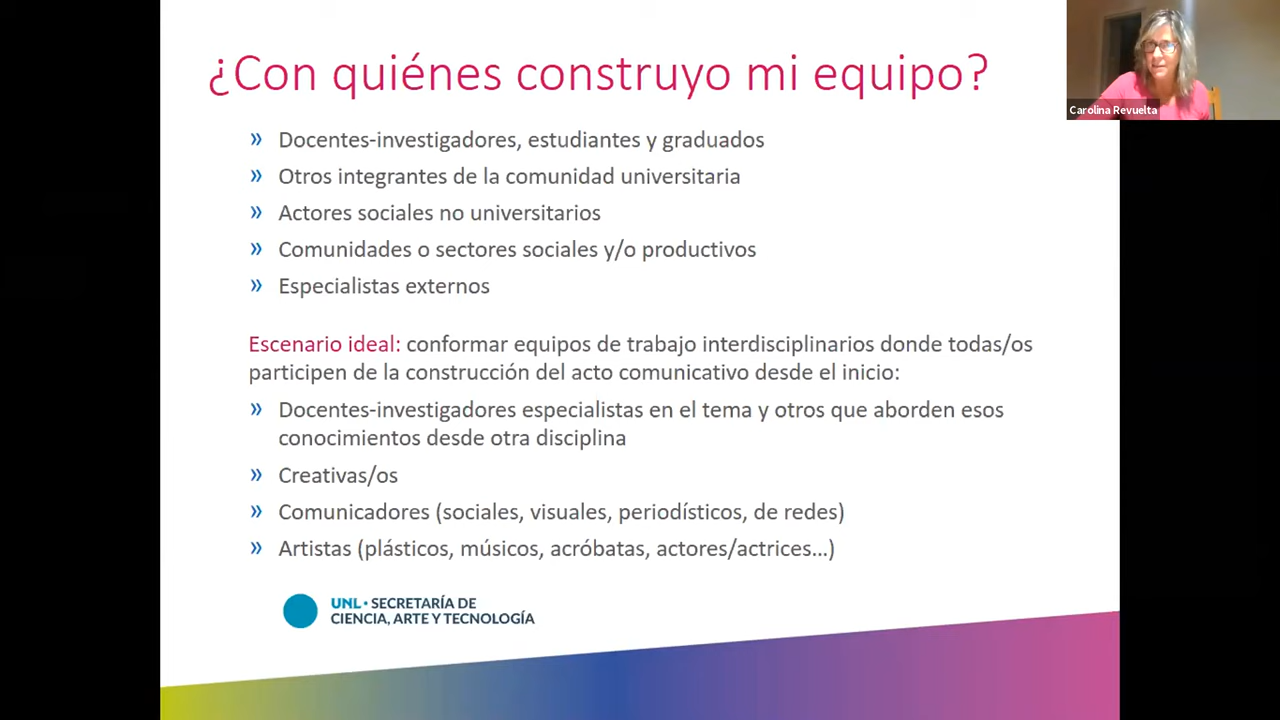 ¿Con quiénes construyo mi equipo?
Carolina Revuelta
» Docentes-investigadores, estudiantes y graduados
» Otros integrantes de la comunidad universitaria
» Actores sociales no universitarios
» Comunidades o sectores sociales y/o productivos
» Especialistas externos
Escenario ideal: conformar equipos de trabajo interdisciplinarios donde todas/os
participen de la construcción del acto comunicativo desde el inicio:
» Docentes-investigadores especialistas en el tema y otros que aborden esos
conocimientos desde otra disciplina
» Creativas/os
» Comunicadores (sociales, visuales, periodísticos, de redes)
» Artistas (plásticos, músicos, acróbatas, actores/actrices...)
UNL • SECRETARÍA DE
CIENCIA, ARTE Y TECNOLOGÍA